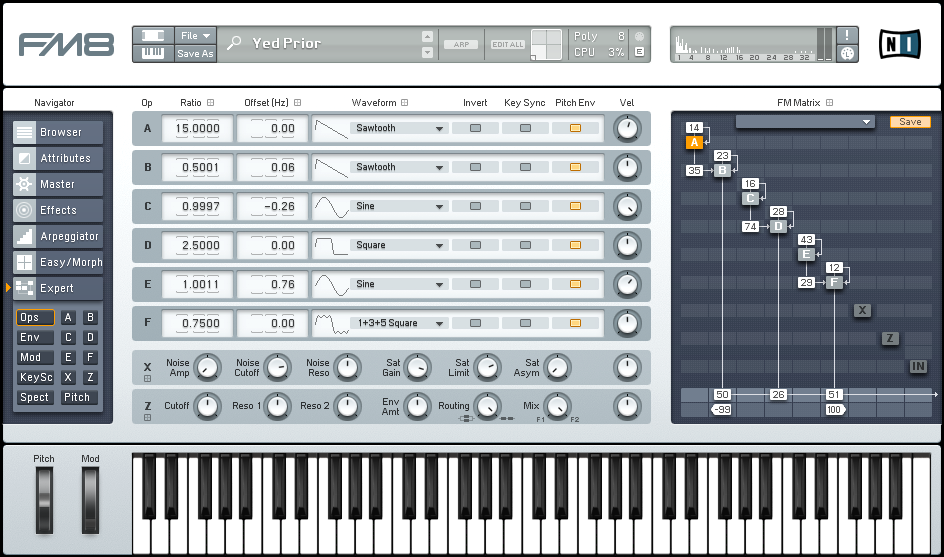 FM8
File
Save As
Yed Prior
ARP
EDIT ALL
Poly 8
CPU 3%
E
1 4 8 12 16 20 24 28 32
!
NI
Navigator
Browser
Attributes
Master
Effects
Arpeggiator
Easy/Morph
Expert
Ops A B
Env C D
Mod E F
KeySc X Z
Spect Pitch
Op Ratio Offset (Hz) Waveform Invert Key Sync Pitch Env Vel
A 15.0000 0.00 Sawtooth
B 0.5001 0.06 Sawtooth
C 0.9997 -0.26 Sine
D 2.5000 0.00 Square
E 1.0011 0.76 Sine
F 0.7500 0.00 1+3+5 Square
X Noise Amp Noise Cutoff Noise Reso Sat Gain Sat Limit Sat Asym
Z Cutoff Reso 1 Reso 2 Env Amt Routing Mix
F1 F2
FM Matrix
Save
14
A
23
35 B
16
C
28
74 D
43
E
12
29 F
X
Z
IN
50 26 51
-99 100
Pitch Mod